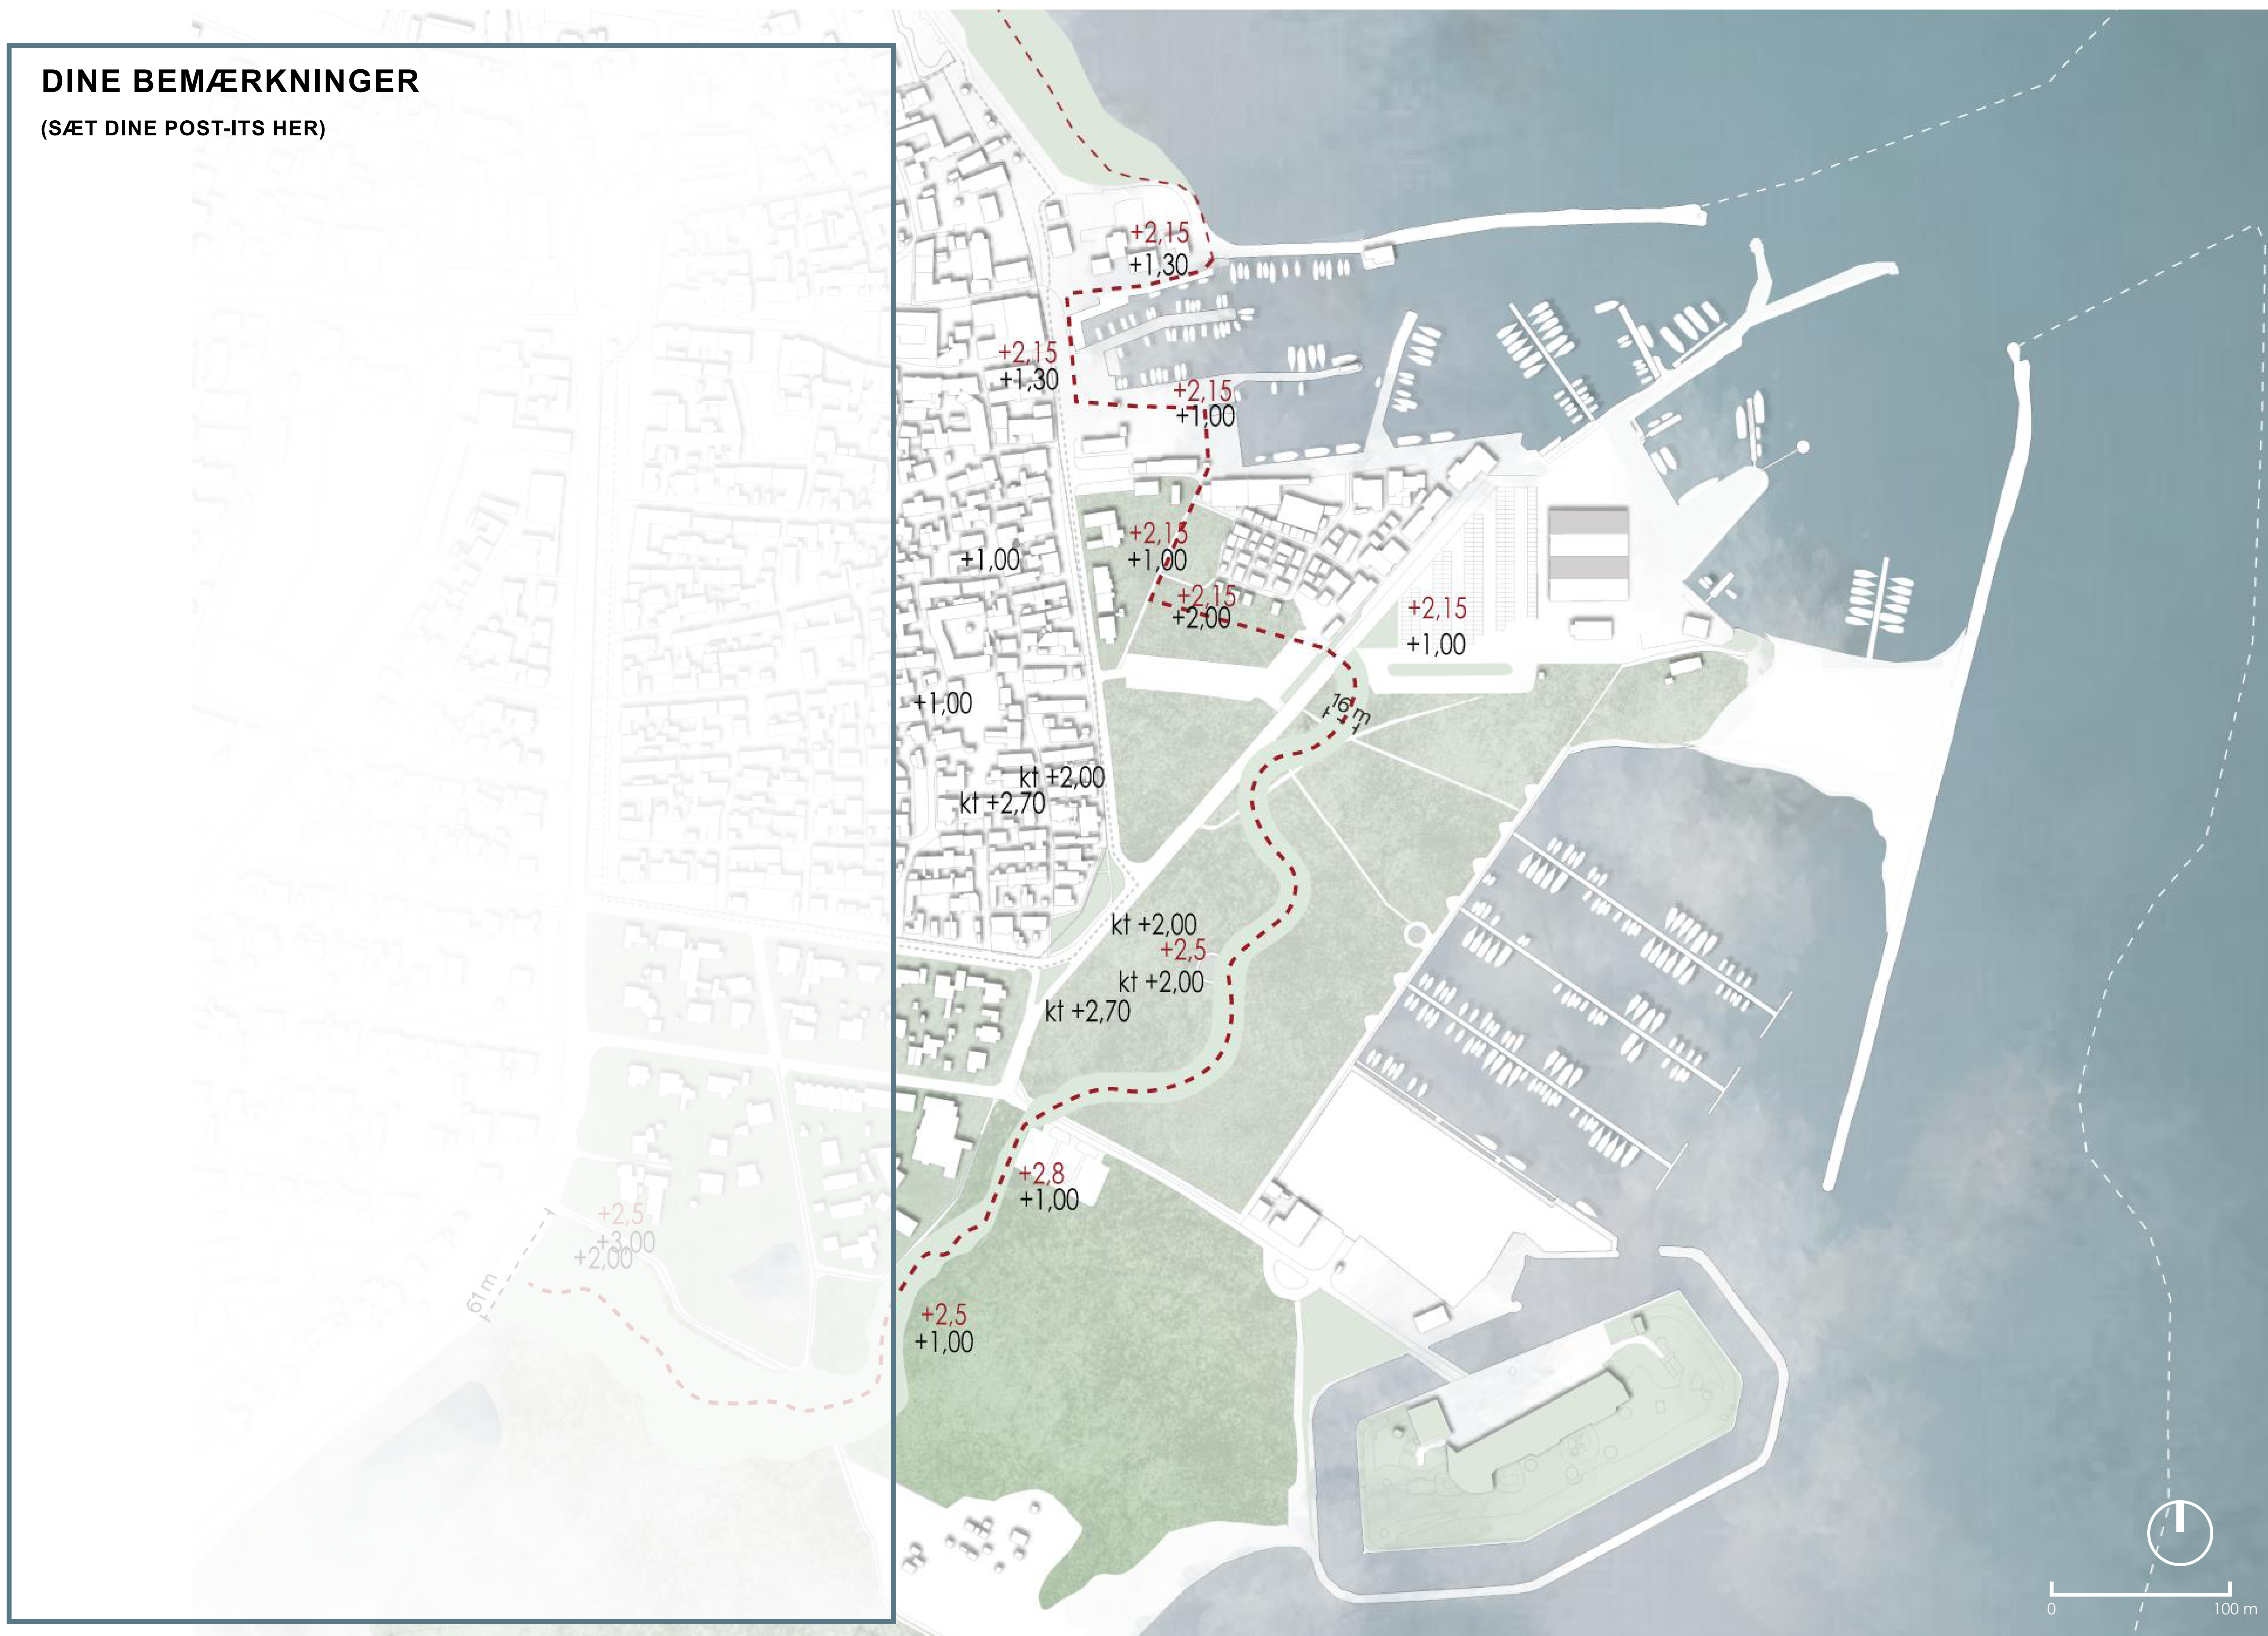 DINE BEMÆRKNINGER
(SÆT DINE POST-ITS HER)
+2,15
+1,30
+2,15
+1,30
+2,15
+1,00
+2,15
+1,00
+1,00
+2,15
+2,00
+2,15
+1,00
+1,00
16 m
kt +2,00
kt +2,70
kt +2,00
+2,5
kt +2,00
kt +2,70
+2,8
+1,00
+2,5
+3,00
+2,00
61 m
+2,5
+1,00
0
100 m